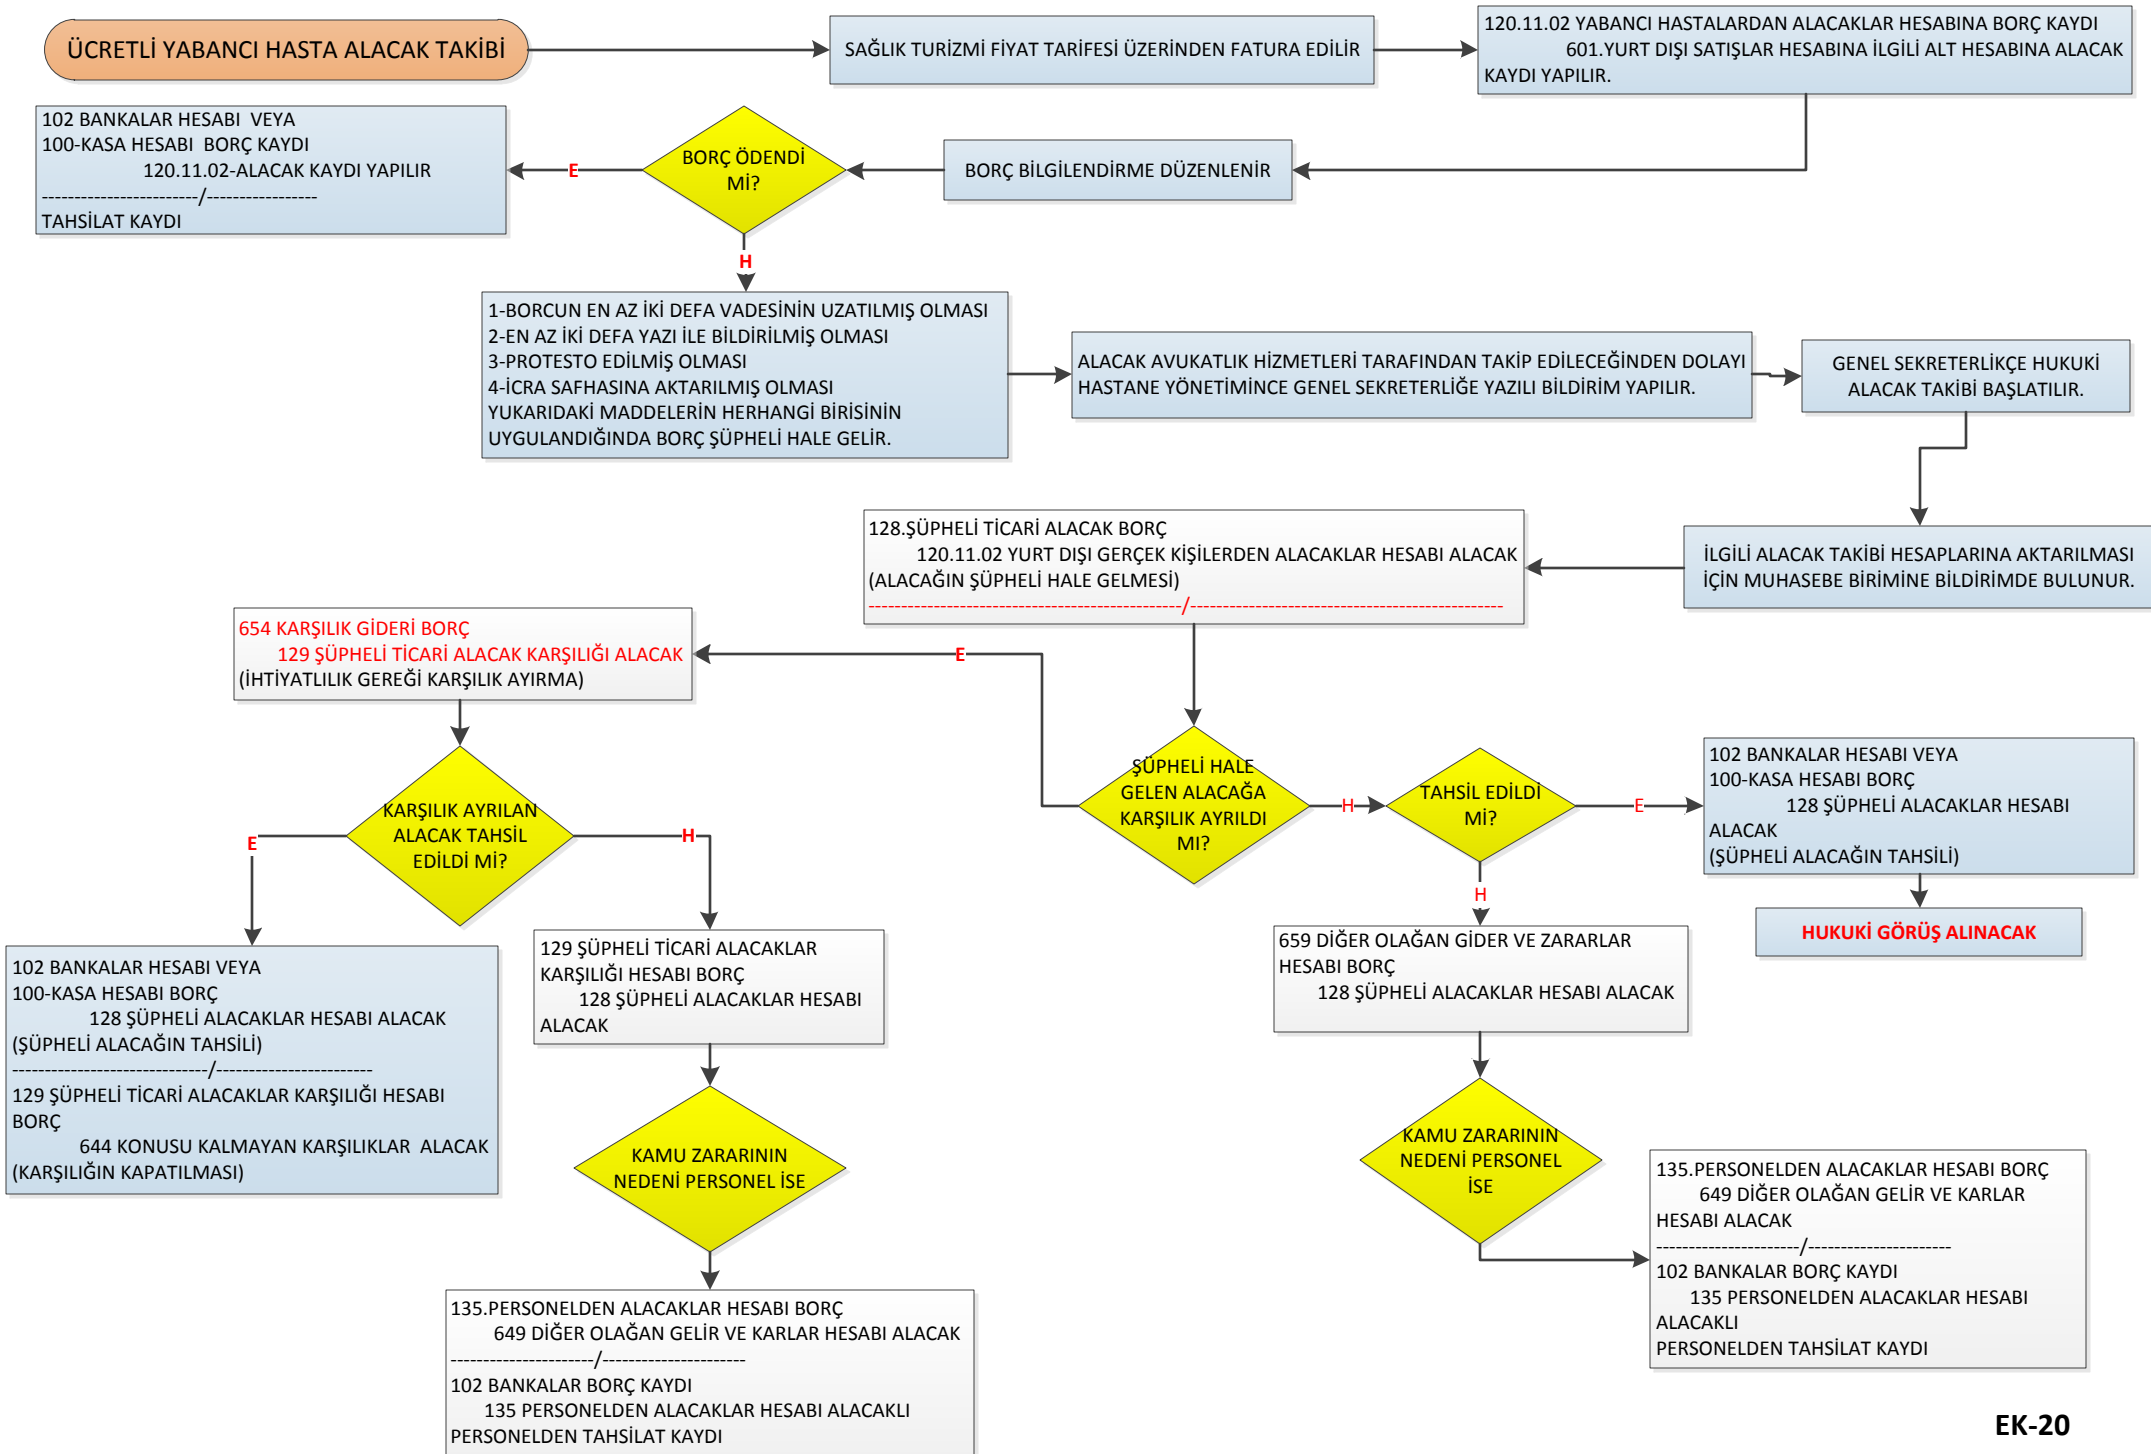 ÜCRETLİ YABANCI HASTA ALACAK TAKİBİ
SAĞLIK TURİZMİ FİYAT TARİFESİ ÜZERİNDEN FATURA EDİLİR
120.11.02 YABANCI HASTALARDAN ALACAKLAR HESABINA BORÇ KAYDI
601.YURT DIŞI SATIŞLAR HESABINA İLGİLİ ALT HESABINA ALACAK
KAYDI YAPILIR.
102 BANKALAR HESABI VEYA
100-KASA HESABI BORÇ KAYDI
120.11.02-ALACAK KAYDI YAPILIR
------------------------/-----------------
TAHSİLAT KAYDI
E
BORÇ ÖDENDİ
Mİ?
BORÇ BİLGİLENDİRME DÜZENLENİR
H
1-BORCUN EN AZ İKİ DEFA VADESİNİN UZATILMIŞ OLMASI
2-EN AZ İKİ DEFA YAZI İLE BİLDİRİLMİŞ OLMASI
3-PROTESTO EDİLMİŞ OLMASI
4-İCRA SAFHASINA AKTARILMIŞ OLMASI
YUKARIDAKİ MADDELERİN HERHANGİ BİRİSİNİN
UYGULANDIĞINDA BORÇ ŞÜPHELİ HALE GELİR.
ALACAK AVUKATLIK HİZMETLERİ TARAFINDAN TAKİP EDİLECEĞİNDEN DOLAYI
HASTANE YÖNETİMİNCE GENEL SEKRETERLİĞE YAZILI BİLDİRİM YAPILIR.
GENEL SEKRETERLİKÇE HUKUKİ
ALACAK TAKİBİ BAŞLATILIR.
128.ŞÜPHELİ TİCARİ ALACAK BORÇ
120.11.02 YURT DIŞI GERÇEK KİŞİLERDEN ALACAKLAR HESABI ALACAK
(ALACAĞIN ŞÜPHELİ HALE GELMESİ)
------------------------------------------------/------------------------------------------------
İLGİLİ ALACAK TAKİBİ HESAPLARINA AKTARILMASI
İÇİN MUHASEBE BİRİMİNE BİLDİRİMDE BULUNUR.
654 KARŞILIK GİDERİ BORÇ
129 ŞÜPHELİ TİCARİ ALACAK KARŞILIĞI ALACAK
(İHTİYATLILIK GEREĞİ KARŞILIK AYIRMA)
E
KARŞILIK AYRILAN
ALACAK TAHSİL
EDİLDİ Mİ?
E
H
ŞÜPHELİ HALE
GELEN ALACAĞA
KARŞILIK AYRILDI
MI?
H
TAHSİL EDİLDİ
Mİ?
E
102 BANKALAR HESABI VEYA
100-KASA HESABI BORÇ
128 ŞÜPHELİ ALACAKLAR HESABI
ALACAK
(ŞÜPHELİ ALACAĞIN TAHSİLİ)
H
HUKUKİ GÖRÜŞ ALINACAK
102 BANKALAR HESABI VEYA
100-KASA HESABI BORÇ
128 ŞÜPHELİ ALACAKLAR HESABI ALACAK
(ŞÜPHELİ ALACAĞIN TAHSİLİ)
------------------------------/-----------------------
129 ŞÜPHELİ TİCARİ ALACAKLAR KARŞILIĞI HESABI
BORÇ
644 KONUSU KALMAYAN KARŞILIKLAR ALACAK
(KARŞILIĞIN KAPATILMASI)
129 ŞÜPHELİ TİCARİ ALACAKLAR
KARŞILIĞI HESABI BORÇ
128 ŞÜPHELİ ALACAKLAR HESABI
ALACAK
659 DİĞER OLAĞAN GİDER VE ZARARLAR
HESABI BORÇ
128 ŞÜPHELİ ALACAKLAR HESABI ALACAK
KAMU ZARARININ
NEDENİ PERSONEL İSE
KAMU ZARARININ
NEDENİ PERSONEL
İSE
135.PERSONELDEN ALACAKLAR HESABI BORÇ
649 DİĞER OLAĞAN GELİR VE KARLAR
HESABI ALACAK
----------------------/----------------------
102 BANKALAR BORÇ KAYDI
135 PERSONELDEN ALACAKLAR HESABI
ALACAKLI
PERSONELDEN TAHSİLAT KAYDI
135.PERSONELDEN ALACAKLAR HESABI BORÇ
649 DİĞER OLAĞAN GELİR VE KARLAR HESABI ALACAK
----------------------/----------------------
102 BANKALAR BORÇ KAYDI
135 PERSONELDEN ALACAKLAR HESABI ALACAKLI
PERSONELDEN TAHSİLAT KAYDI
EK-20